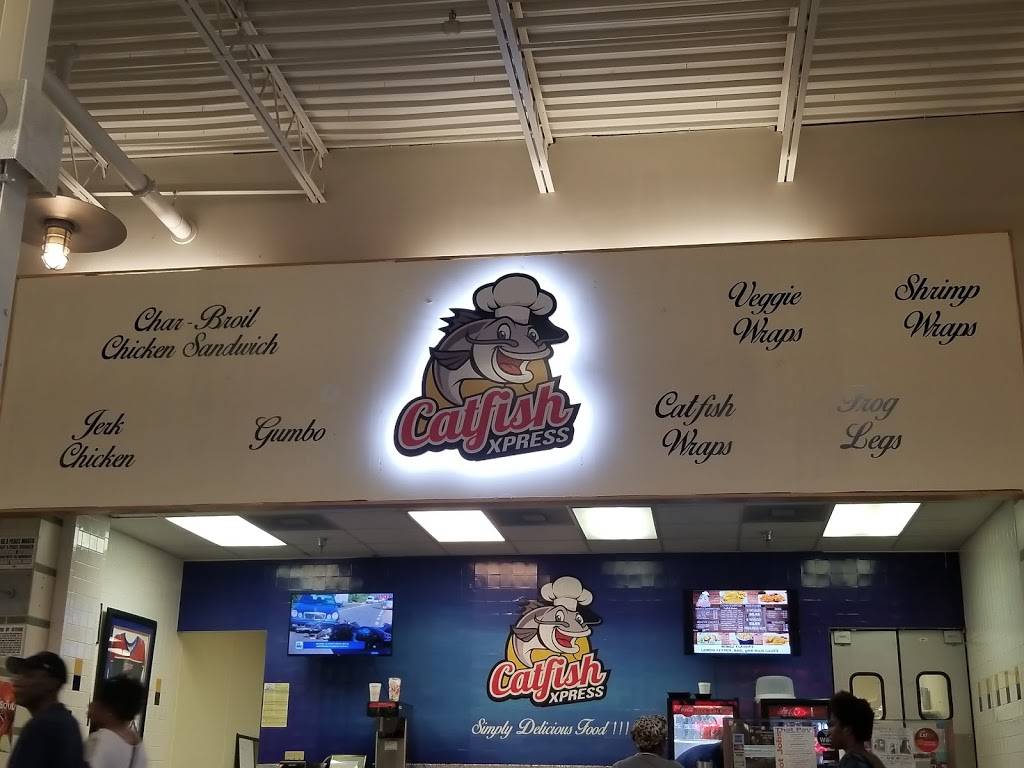 Char-Broil
Chicken Sandwich
Jerk
Chicken
Gumbo
Catfish
XPRESS
Veggie
Wraps
Shrimp
Wraps
Catfish
Wraps
Frog
Legs
Catfish
XPRESS
Simply Delicious Food !!!